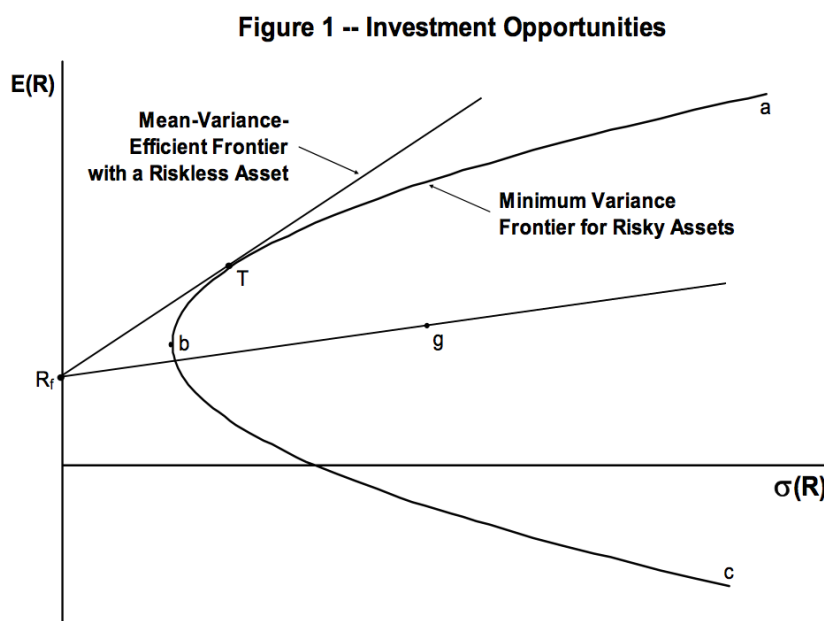 Figure 1 -- Investment Opportunities
E(R)
Mean-Variance-
Efficient Frontier
with a Riskless Asset
a
Minimum Variance
Frontier for Risky Assets
T
b
g
Rf
σ(R)
c